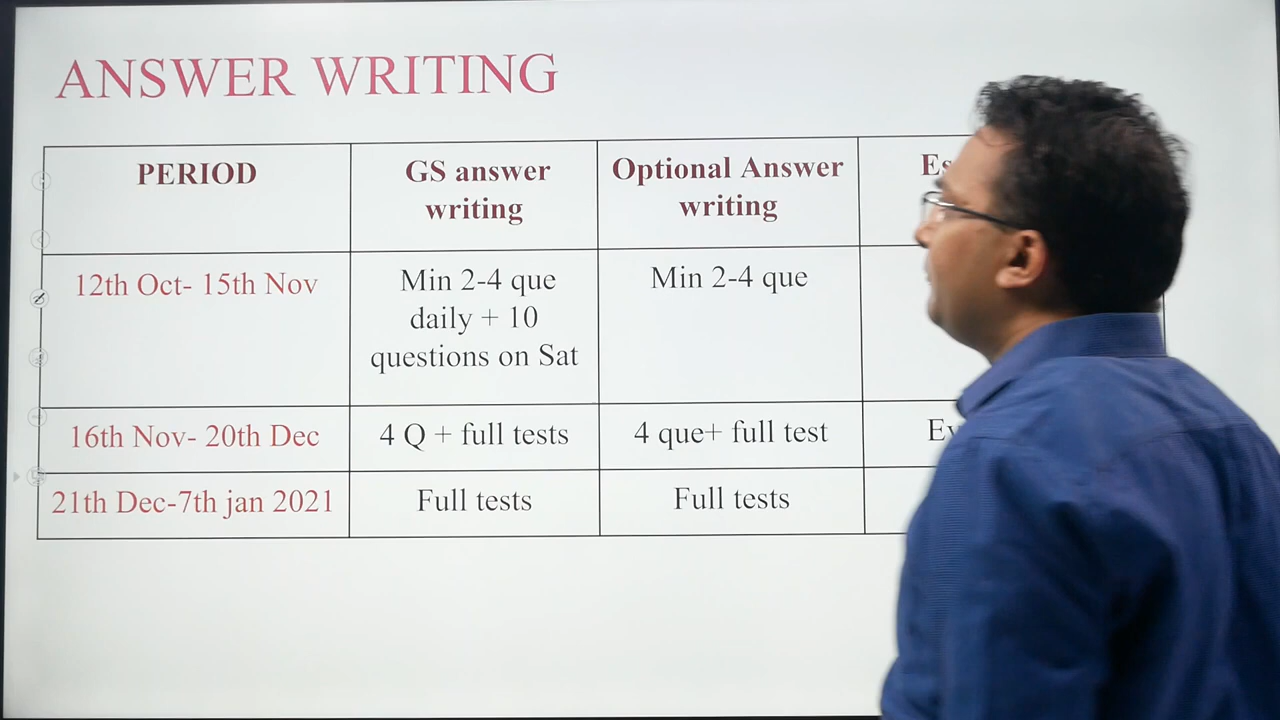 ANSWER WRITING
PERIOD
GS answer
writing
Optional Answer
writing
12th Oct- 15th Nov
Min 2-4 que
daily + 10
questions on Sat
Min 2-4 que
16th Nov- 20th Dec
4 Q + full tests
4 que+ full test
21th Dec-7th jan 2021
Full tests
Full tests